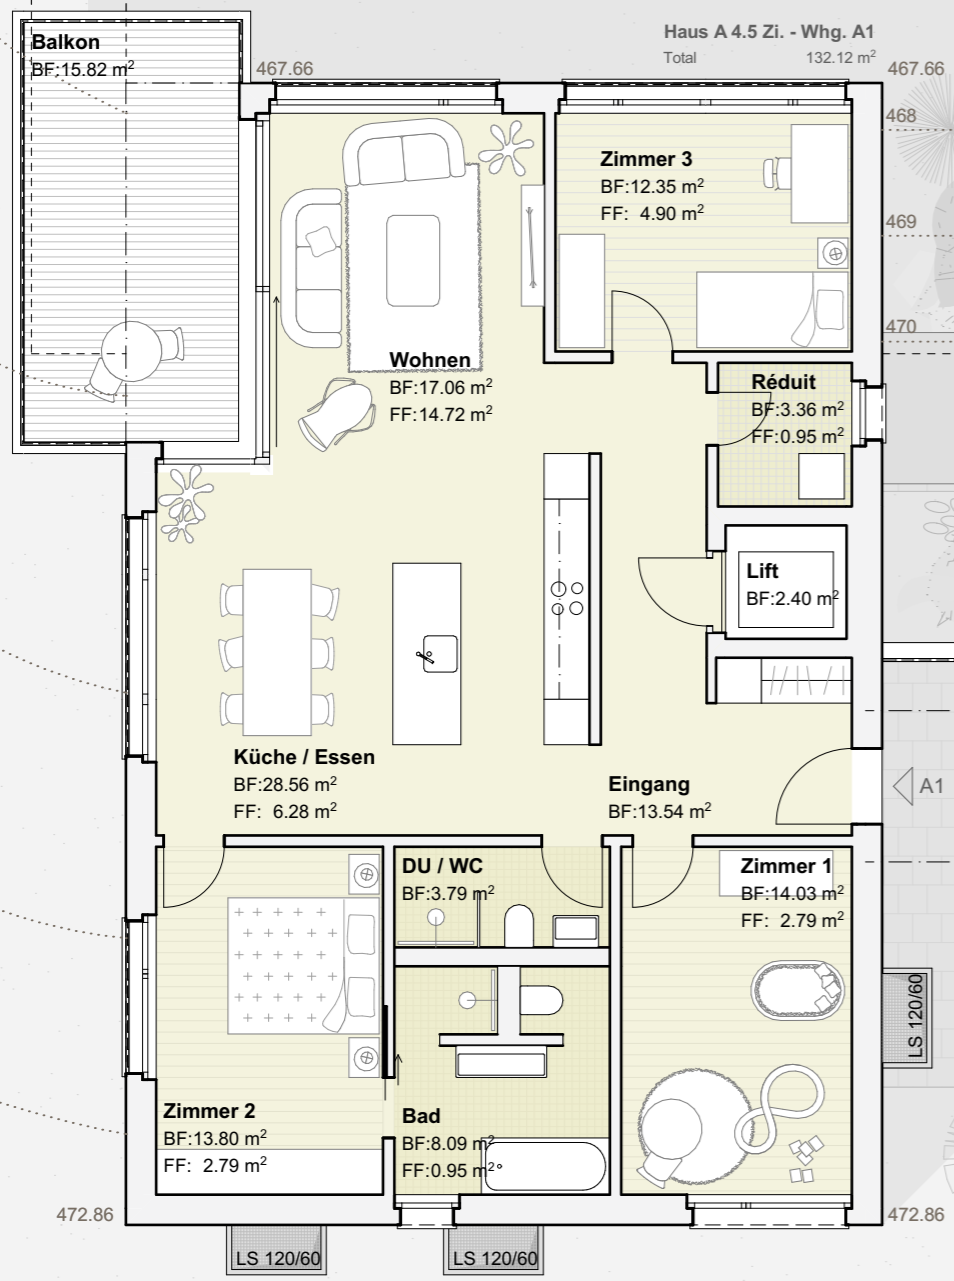 Haus A 4.5 Zi. - Whg. A1
Total 132.12 m²
Balkon
BF:15.82 m²
467.66
467.66
468
469
470
Zimmer 3
BF:12.35 m²
FF: 4.90 m²
Wohnen
BF:17.06 m²
FF:14.72 m²
Réduit
BF:3.36 m²
FF:0.95 m²
Lift
BF:2.40 m²
Küche / Essen
BF:28.56 m²
FF: 6.28 m²
Eingang
BF:13.54 m²
A1
DU / WC
BF:3.79 m²
Zimmer 1
BF:14.03 m²
FF: 2.79 m²
LS 120/60
Zimmer 2
BF:13.80 m²
FF: 2.79 m²
Bad
BF:8.09 m²
FF:0.95 m²
472.86
472.86
LS 120/60
LS 120/60